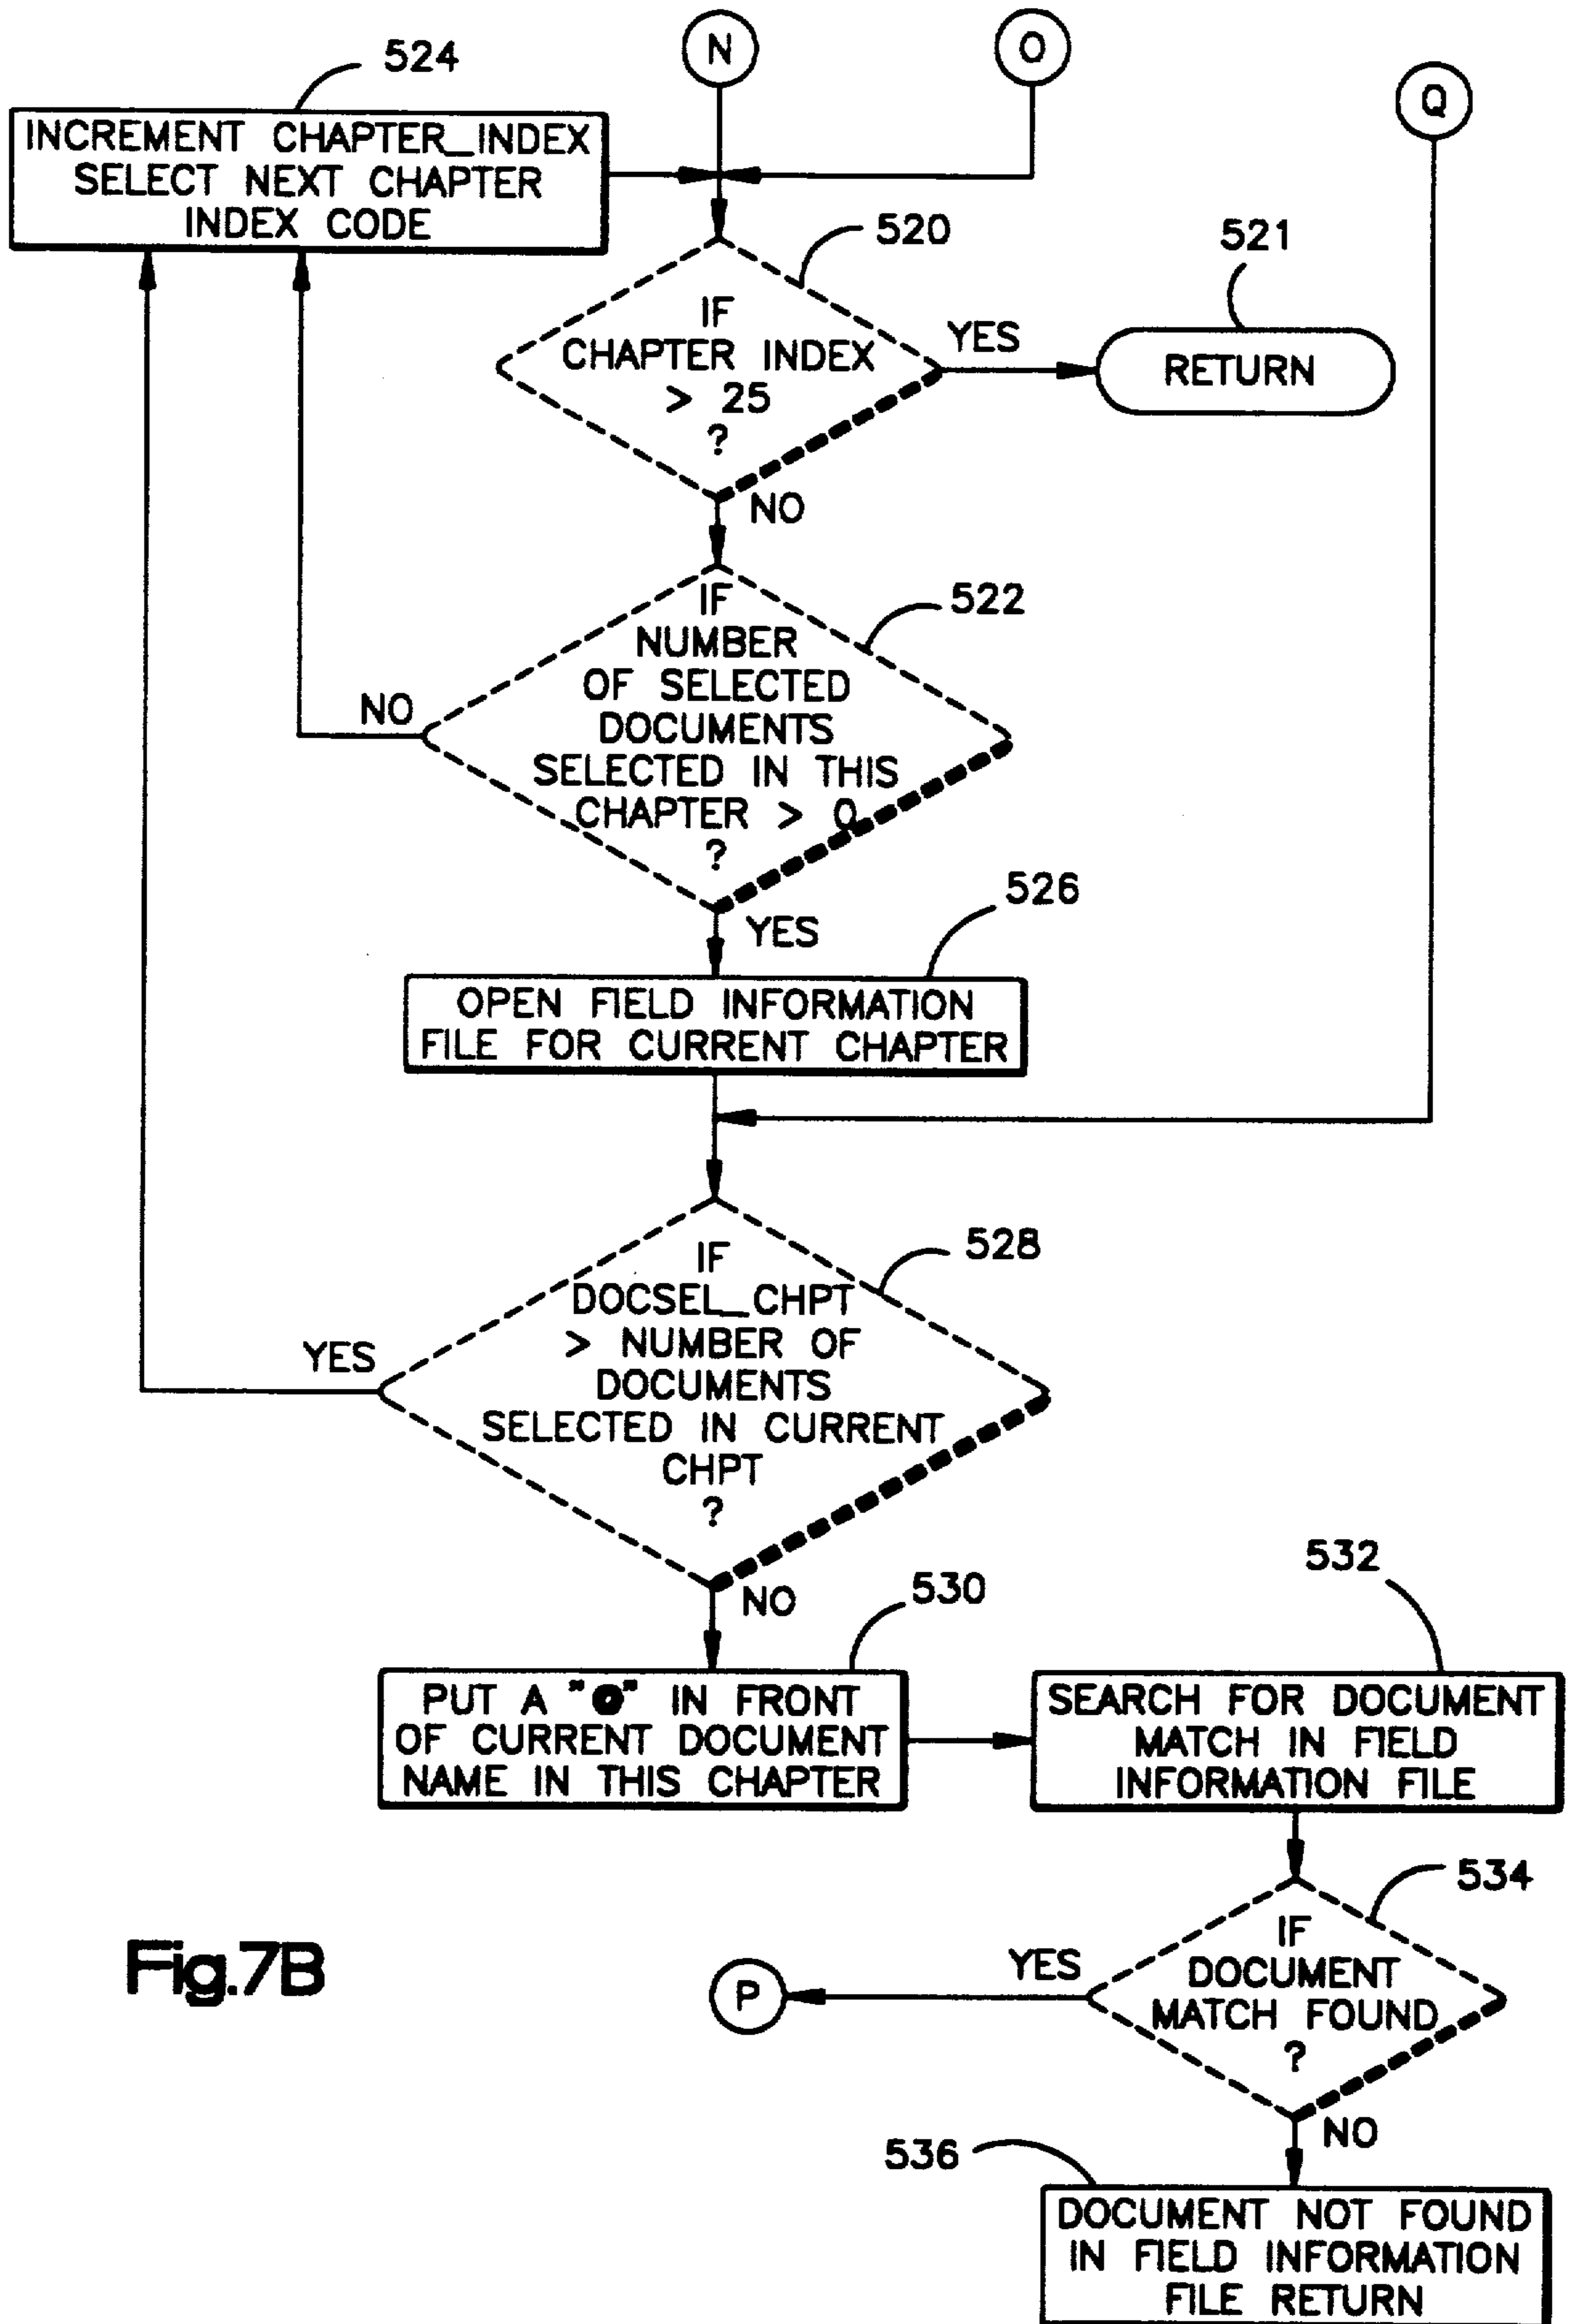 N
O
Q
524
INCREMENT CHAPTER_INDEX
SELECT NEXT CHAPTER
INDEX CODE
520
521
IF
CHAPTER INDEX
> 25
?
YES
RETURN
NO
522
IF
NUMBER
OF SELECTED
DOCUMENTS
SELECTED IN THIS
CHAPTER > 0
?
NO
YES
526
OPEN FIELD INFORMATION
FILE FOR CURRENT CHAPTER
528
IF
DOCSEL_CHPT
> NUMBER OF
DOCUMENTS
SELECTED IN CURRENT
CHPT
?
YES
NO
530
PUT A "@" IN FRONT
OF CURRENT DOCUMENT
NAME IN THIS CHAPTER
532
SEARCH FOR DOCUMENT
MATCH IN FIELD
INFORMATION FILE
534
IF
DOCUMENT
MATCH FOUND
?
YES
P
NO
536
DOCUMENT NOT FOUND
IN FIELD INFORMATION
FILE RETURN
Fig.7B